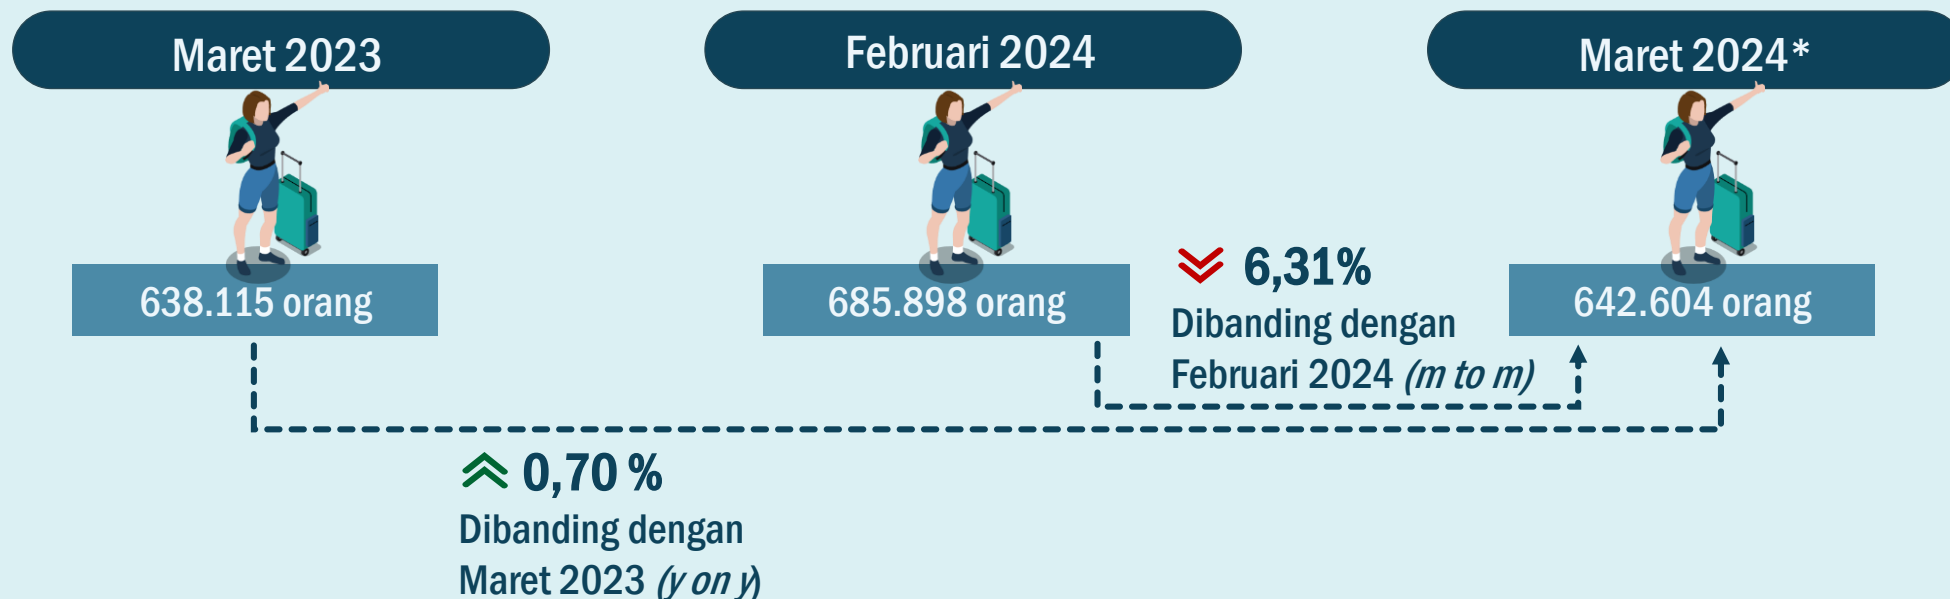 Maret 2023
Februari 2024
Maret 2024*
638.115 orang
685.898 orang
642.604 orang
6,31%
Dibanding dengan
Februari 2024 (m to m)
0,70 %
Dibanding dengan
Maret 2023 (y on y)